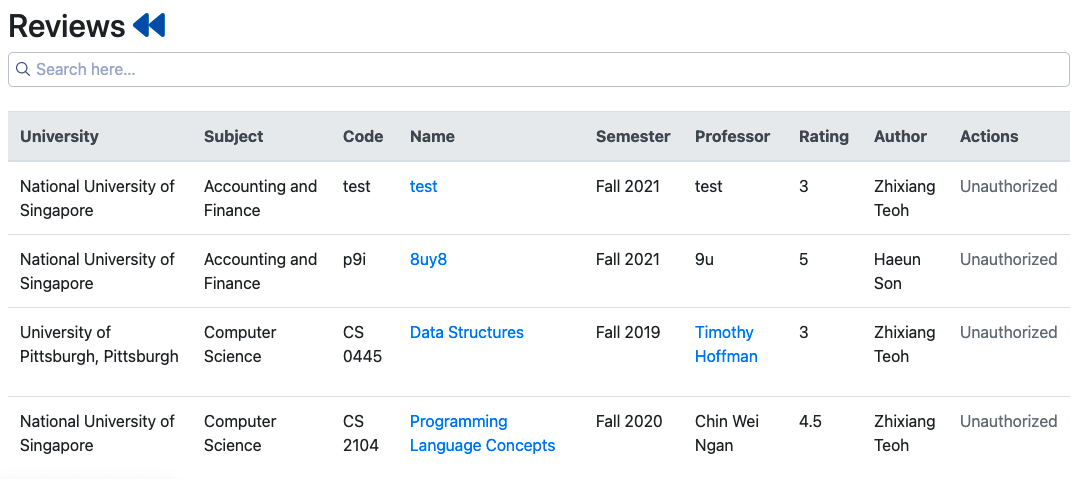 Reviews
Search here...
University Subject Code Name Semester Professor Rating Author Actions
National University of Accounting and test test Fall 2021 test 3 Zhixiang Unauthorized
Singapore Finance Teoh
National University of Accounting and p9i 8uy8 Fall 2021 9u 5 Haeun Unauthorized
Singapore Finance Son
University of Computer CS Data Structures Fall 2019 Timothy 3 Zhixiang Unauthorized
Pittsburgh, Pittsburgh Science 0445 Hoffman Teoh
National University of Computer CS Programming Fall 2020 Chin Wei 4.5 Zhixiang Unauthorized
Singapore Science 2104 Language Concepts Ngan Teoh